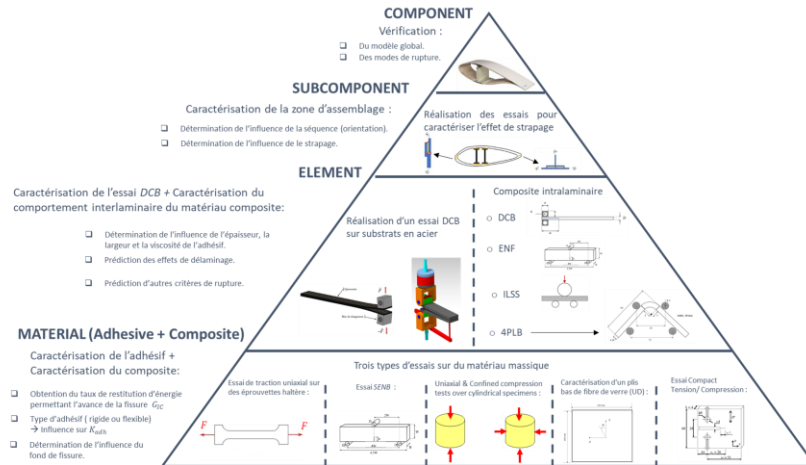 COMPONENT
Vérification :
Du modèle global.
Des modes de rupture.
SUBCOMPONENT
Caractérisation de la zone d'assemblage :
Détermination de l'influence de la séquence (orientation).
Détermination de l'influence de le strapage.
Réalisation des essais pour
caractériser l'effet de strapage
ELEMENT
Caractérisation de l'essai DCB + Caractérisation du
comportement interlaminaire du matériau composite:
Détermination de l'influence de l'épaisseur, la
largeur et la viscosité de l'adhésif.
Prédiction des effets de délaminage.
Prédiction d'autres critères de rupture.
Réalisation d'un essai DCB
sur substrats en acier
Composite intralaminaire
DCB
ENF
ILSS
4PLB
MATERIAL (Adhesive + Composite)
Caractérisation de l'adhésif +
Caractérisation du composite:
Obtention du taux de restitution d'énergie
permettant l'avance de la fissure G_IC
Type d'adhésif ( rigide ou flexible)
→ Influence sur K_adh
Détermination de l'influence du
fond de fissure.
Trois types d'essais sur du matériau massique
Essai de traction uniaxial sur
des éprouvettes haltère :
F
F
Essai SENB :
Uniaxial & Confined compression
tests over cylindrical specimens :
Caractérisation d'un plis
bas de fibre de verre (UD) :
Essai Compact
Tension/ Compression :